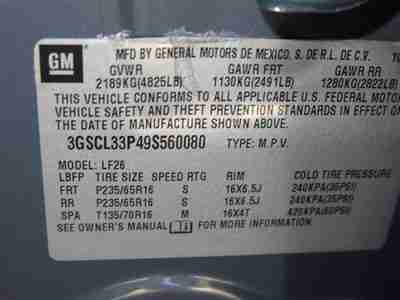 GM MFD BY GENERAL MOTORS DE MEXICO, S. DE R.L. DE C.V.
GVWR GAWR FRT GAWR RR
2189KG(4825LB) 1130KG(2491LB) 1280KG(2822LB)
THIS VEHICLE CONFORMS TO ALL APPLICABLE U.S. FEDERAL MOTOR
VEHICLE SAFETY AND THEFT PREVENTION STANDARDS IN EFFECT
DATE OF MANUFACTURE SHOWN ABOVE.
3GSCL33P49S560080 TYPE: M.P.V.
MODEL: LF26
LBFP TIRE SIZE SPEED RTG RIM COLD TIRE PRESSURE
FRT P235/65R16 S 16X6.5J 240KPA(35PSI)
RR P235/65R16 S 16X6.5J 240KPA(35PSI)
SPA T135/70R16 M 16X4T 420KPA(60PSI)
SEE OWNER'S MANUAL FOR MORE INFORMATION.